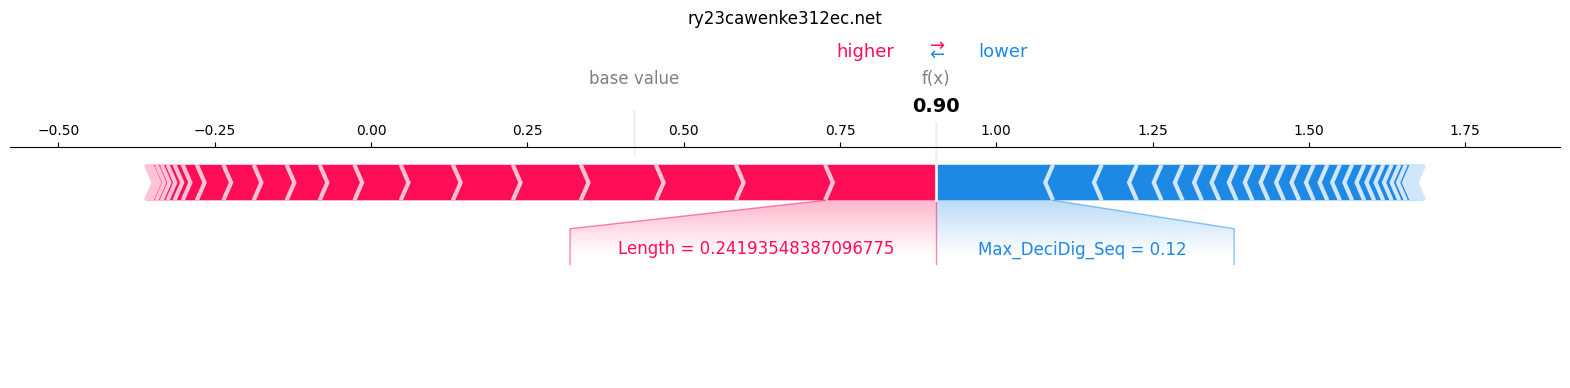 ry23cawenke312ec.net
higher → ← lower
base value f(x)
0.90
−0.50 −0.25 0.00 0.25 0.50 0.75 1.00 1.25 1.50 1.75
Length = 0.24193548387096775 Max_DeciDig_Seq = 0.12